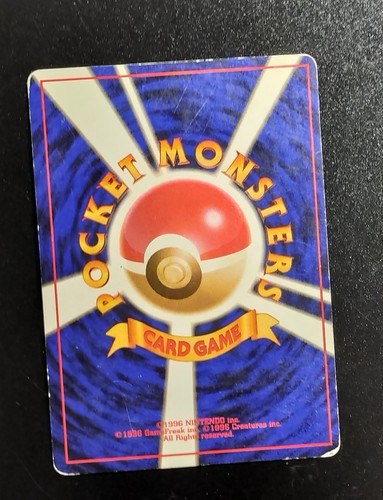 POCKET MONSTERS
CARD GAME
©1996 NINTENDO inc.
©1996 GameFreak inc. ©1996 Creatures inc.
All Rights reserved.